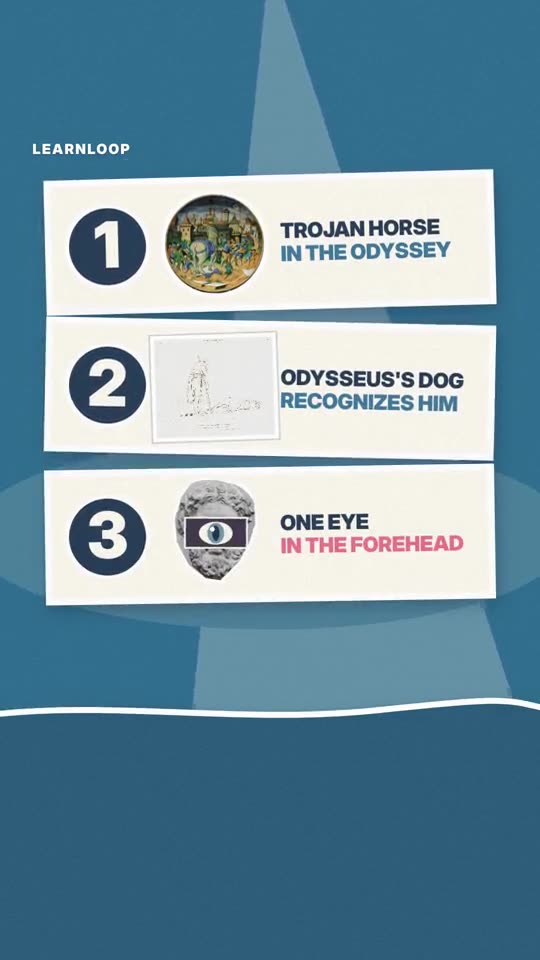 LEARNLOOP
1
TROJAN HORSE
IN THE ODYSSEY
2
ODYSSEUS'S DOG
RECOGNIZES HIM
3
ONE EYE
IN THE FOREHEAD